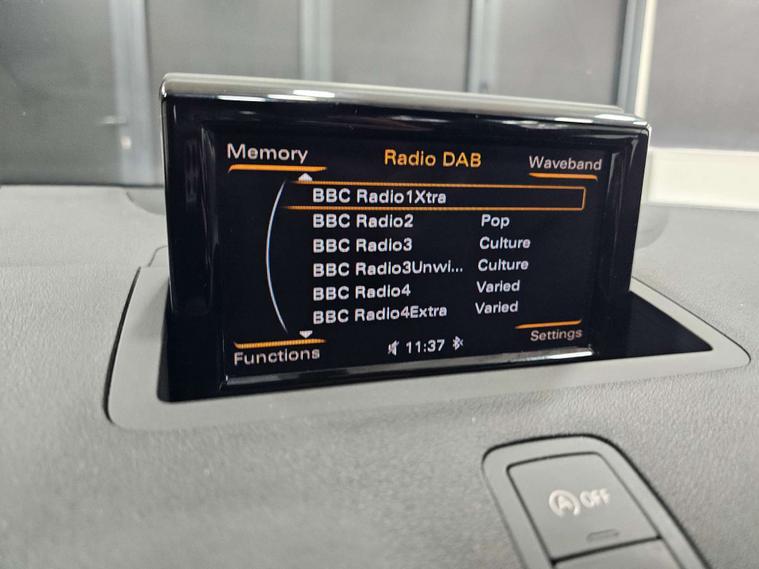 Memory Radio DAB Waveband
BBC Radio1Xtra
BBC Radio2 Pop
BBC Radio3 Culture
BBC Radio3Unwi... Culture
BBC Radio4 Varied
BBC Radio4Extra Varied
Functions 11:37 Settings
A OFF